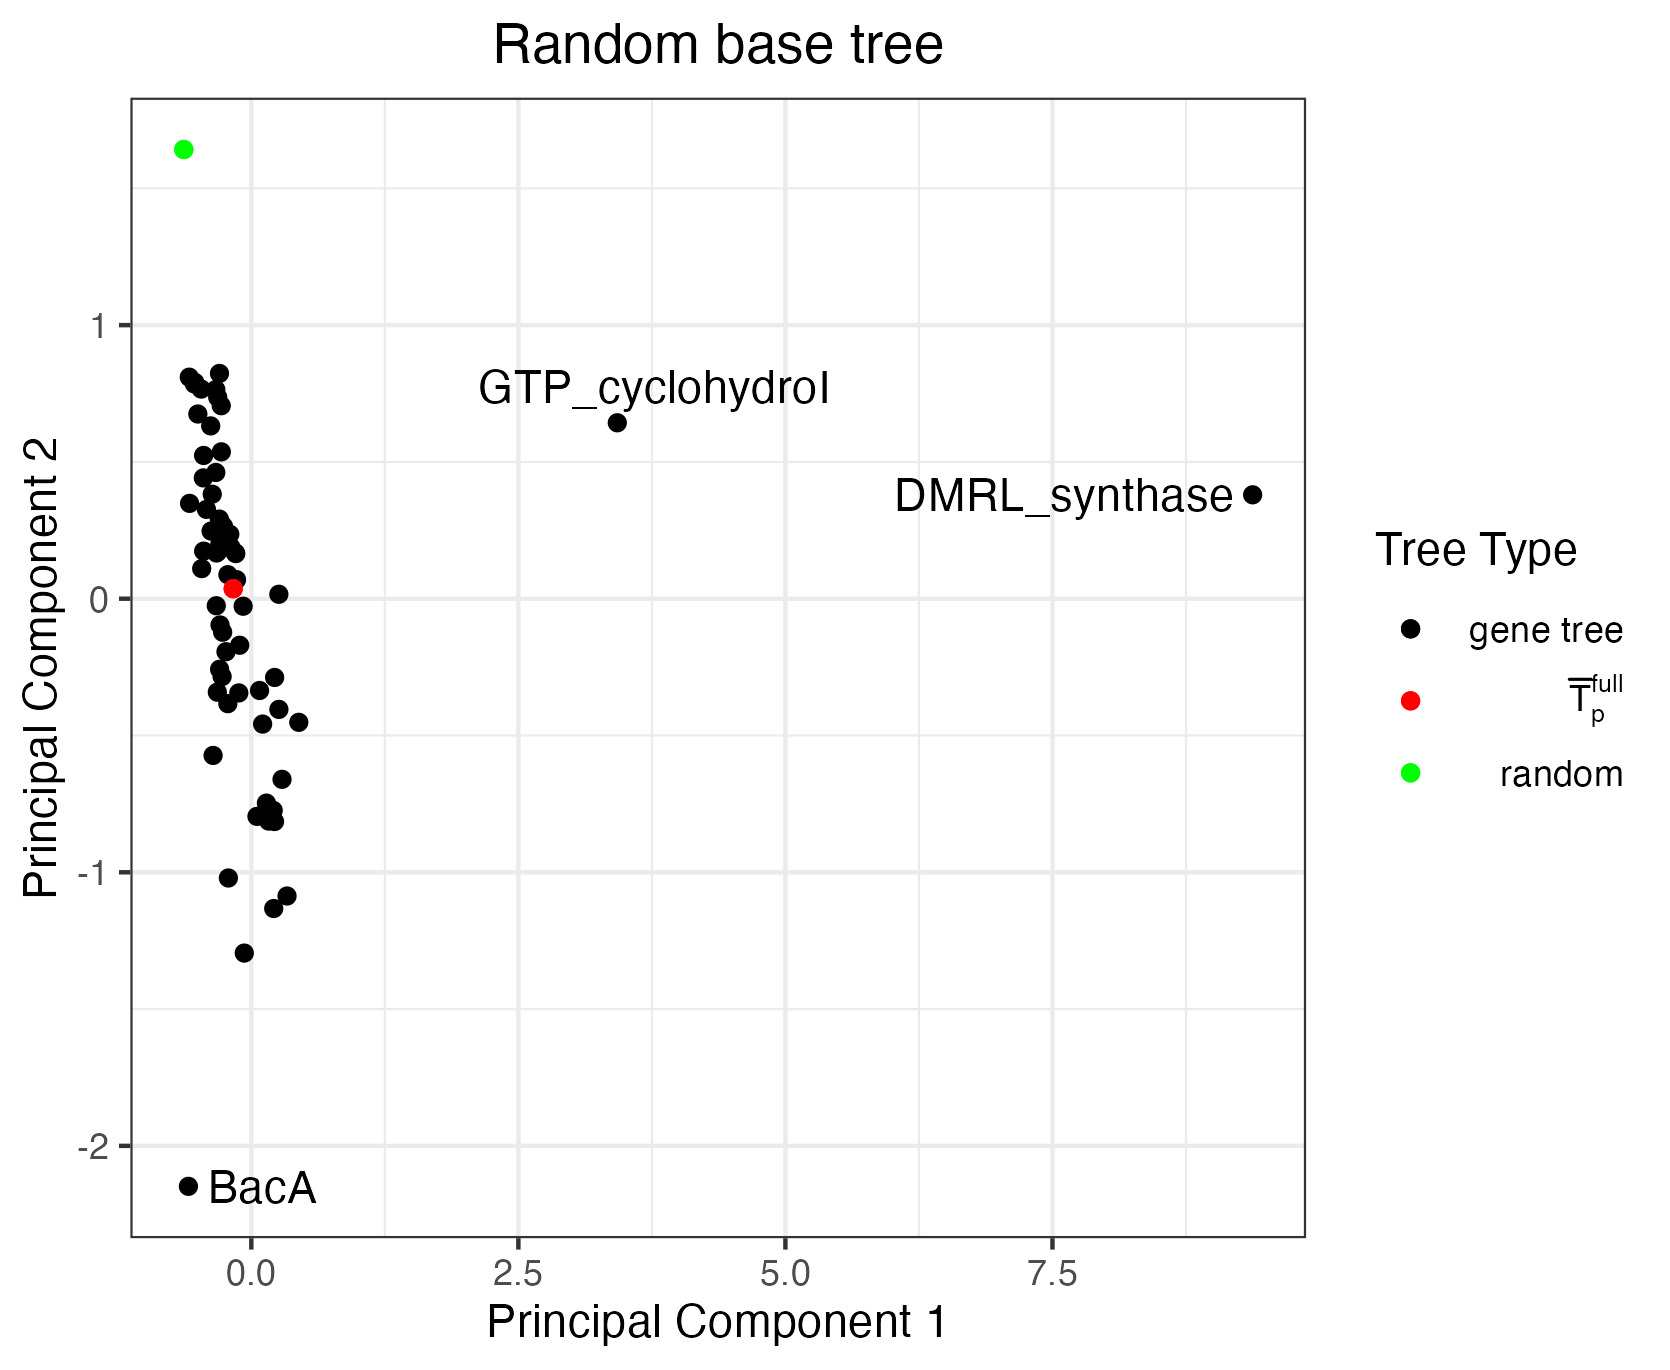 Random base tree
Principal Component 2
1
0
-1
-2
GTP_cyclohydroI
DMRL_synthase
BacA
0.0
2.5
5.0
7.5
Principal Component 1
Tree Type
gene tree
T̅ₚ^full
random